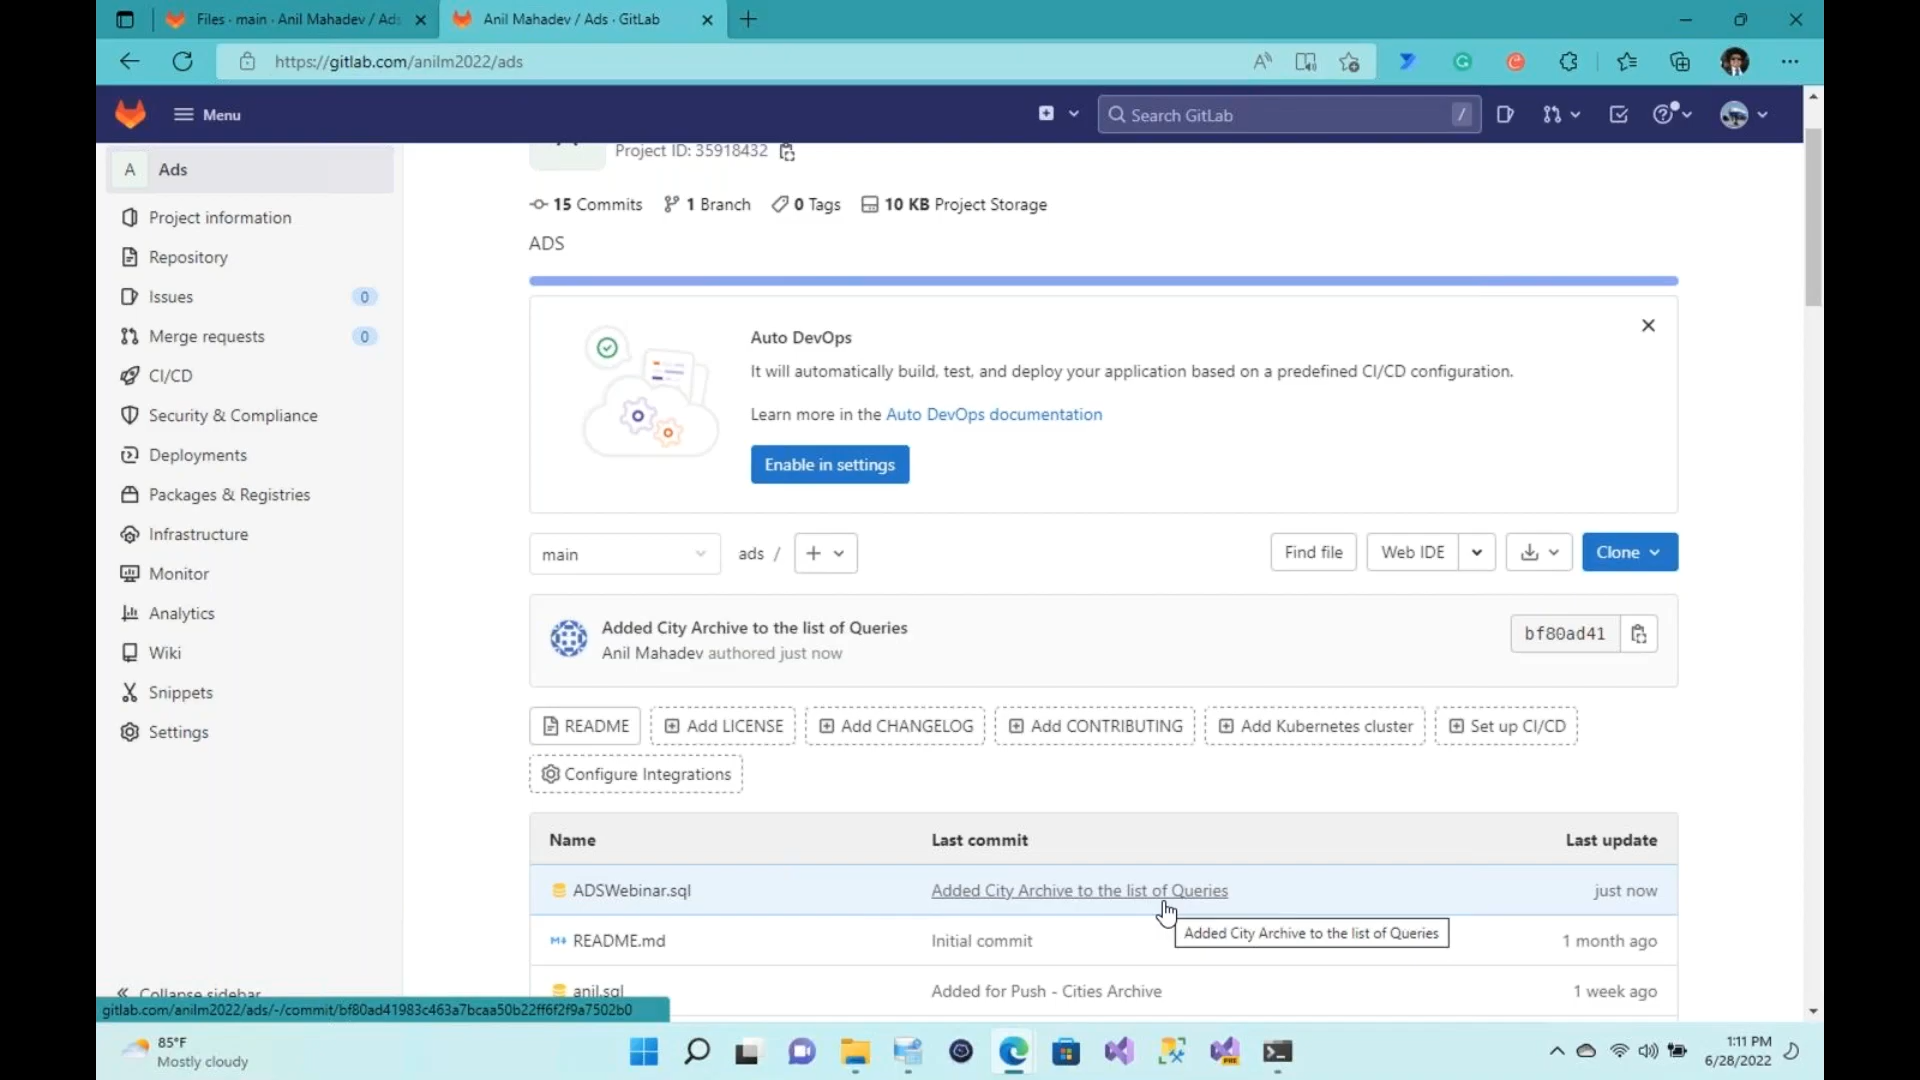 Files · main · Anil Mahadev / Ads
Anil Mahadev / Ads · GitLab
https://gitlab.com/anilm2022/ads
Menu
Search GitLab
/
A
Ads
Project information
Repository
Issues
0
Merge requests
0
CI/CD
Security & Compliance
Deployments
Packages & Registries
Infrastructure
Monitor
Analytics
Wiki
Snippets
Settings
Collapse sidebar
Project ID: 35918432
15 Commits
1 Branch
0 Tags
10 KB Project Storage
ADS
Auto DevOps
It will automatically build, test, and deploy your application based on a predefined CI/CD configuration.
Learn more in the Auto DevOps documentation
Enable in settings
main
ads /
Find file
Web IDE
Clone
Added City Archive to the list of Queries
Anil Mahadev authored just now
bf80ad41
README
Add LICENSE
Add CHANGELOG
Add CONTRIBUTING
Add Kubernetes cluster
Set up CI/CD
Configure Integrations
Name
Last commit
Last update
ADSWebinar.sql
Added City Archive to the list of Queries
just now
Added City Archive to the list of Queries
README.md
Initial commit
1 month ago
anil.sql
Added for Push - Cities Archive
1 week ago
gitlab.com/anilm2022/ads/-/commit/bf80ad41983c463a7bcaa50b22ff6f2f9a7502b0
85°F
Mostly cloudy
PRE
1:11 PM
6/28/2022